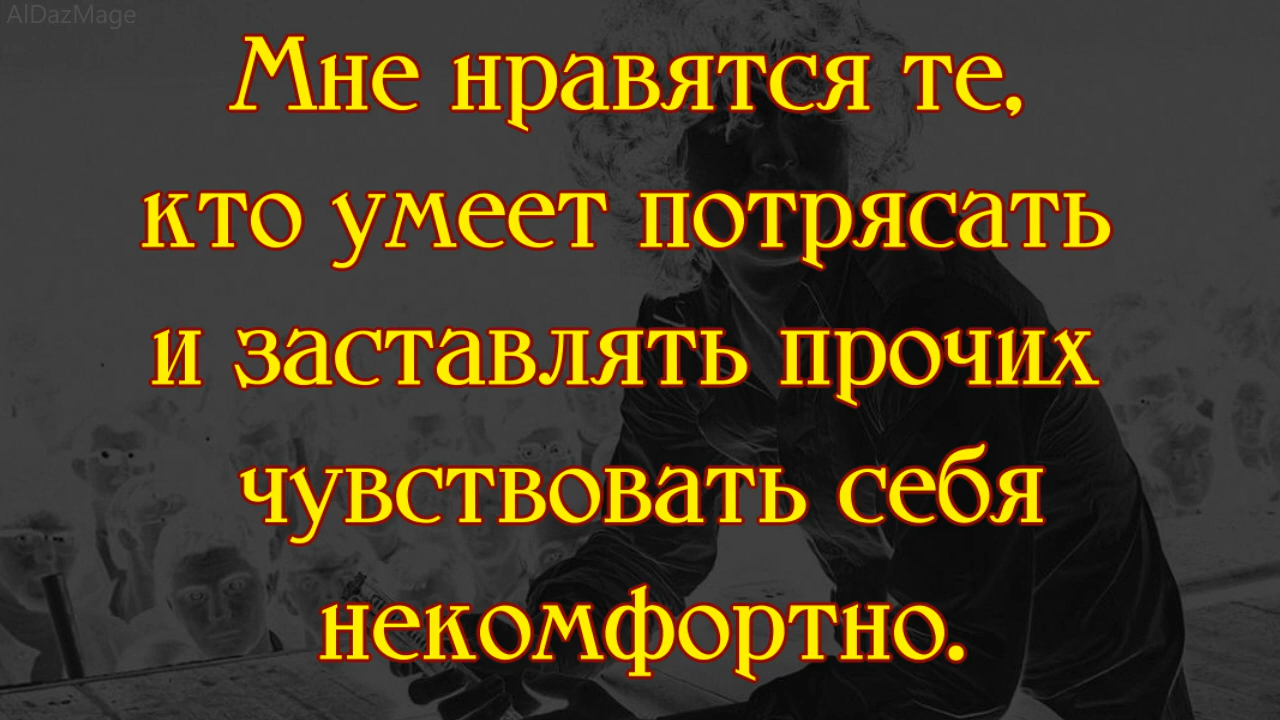 AlDazMage
Мне нравятся те,
кто умеет потрясать
и заставлять прочих
чувствовать себя
некомфортно.